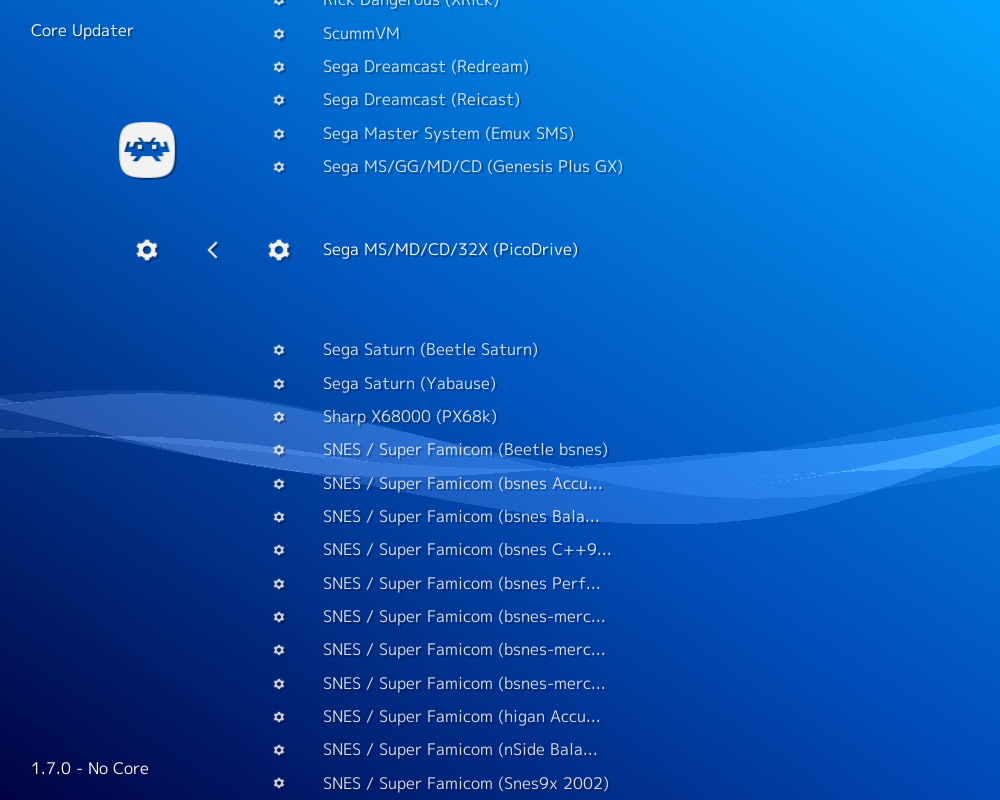 Rick Dangerous (XRick)
Core Updater
ScummVM
Sega Dreamcast (Redream)
Sega Dreamcast (Reicast)
Sega Master System (Emux SMS)
Sega MS/GG/MD/CD (Genesis Plus GX)
Sega MS/MD/CD/32X (PicoDrive)
Sega Saturn (Beetle Saturn)
Sega Saturn (Yabause)
Sharp X68000 (PX68k)
SNES / Super Famicom (Beetle bsnes)
SNES / Super Famicom (bsnes Accu...
SNES / Super Famicom (bsnes Bala...
SNES / Super Famicom (bsnes C++9...
SNES / Super Famicom (bsnes Perf...
SNES / Super Famicom (bsnes-merc...
SNES / Super Famicom (bsnes-merc...
SNES / Super Famicom (bsnes-merc...
SNES / Super Famicom (higan Accu...
SNES / Super Famicom (nSide Bala...
1.7.0 - No Core
SNES / Super Famicom (Snes9x 2002)